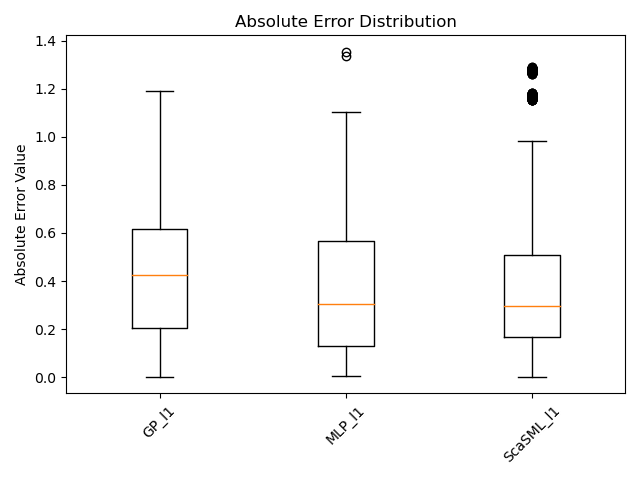 Absolute Error Distribution
Absolute Error Value
1.4
1.2
1.0
0.8
0.6
0.4
0.2
0.0
GP_l1
MLP_l1
ScaSML_l1